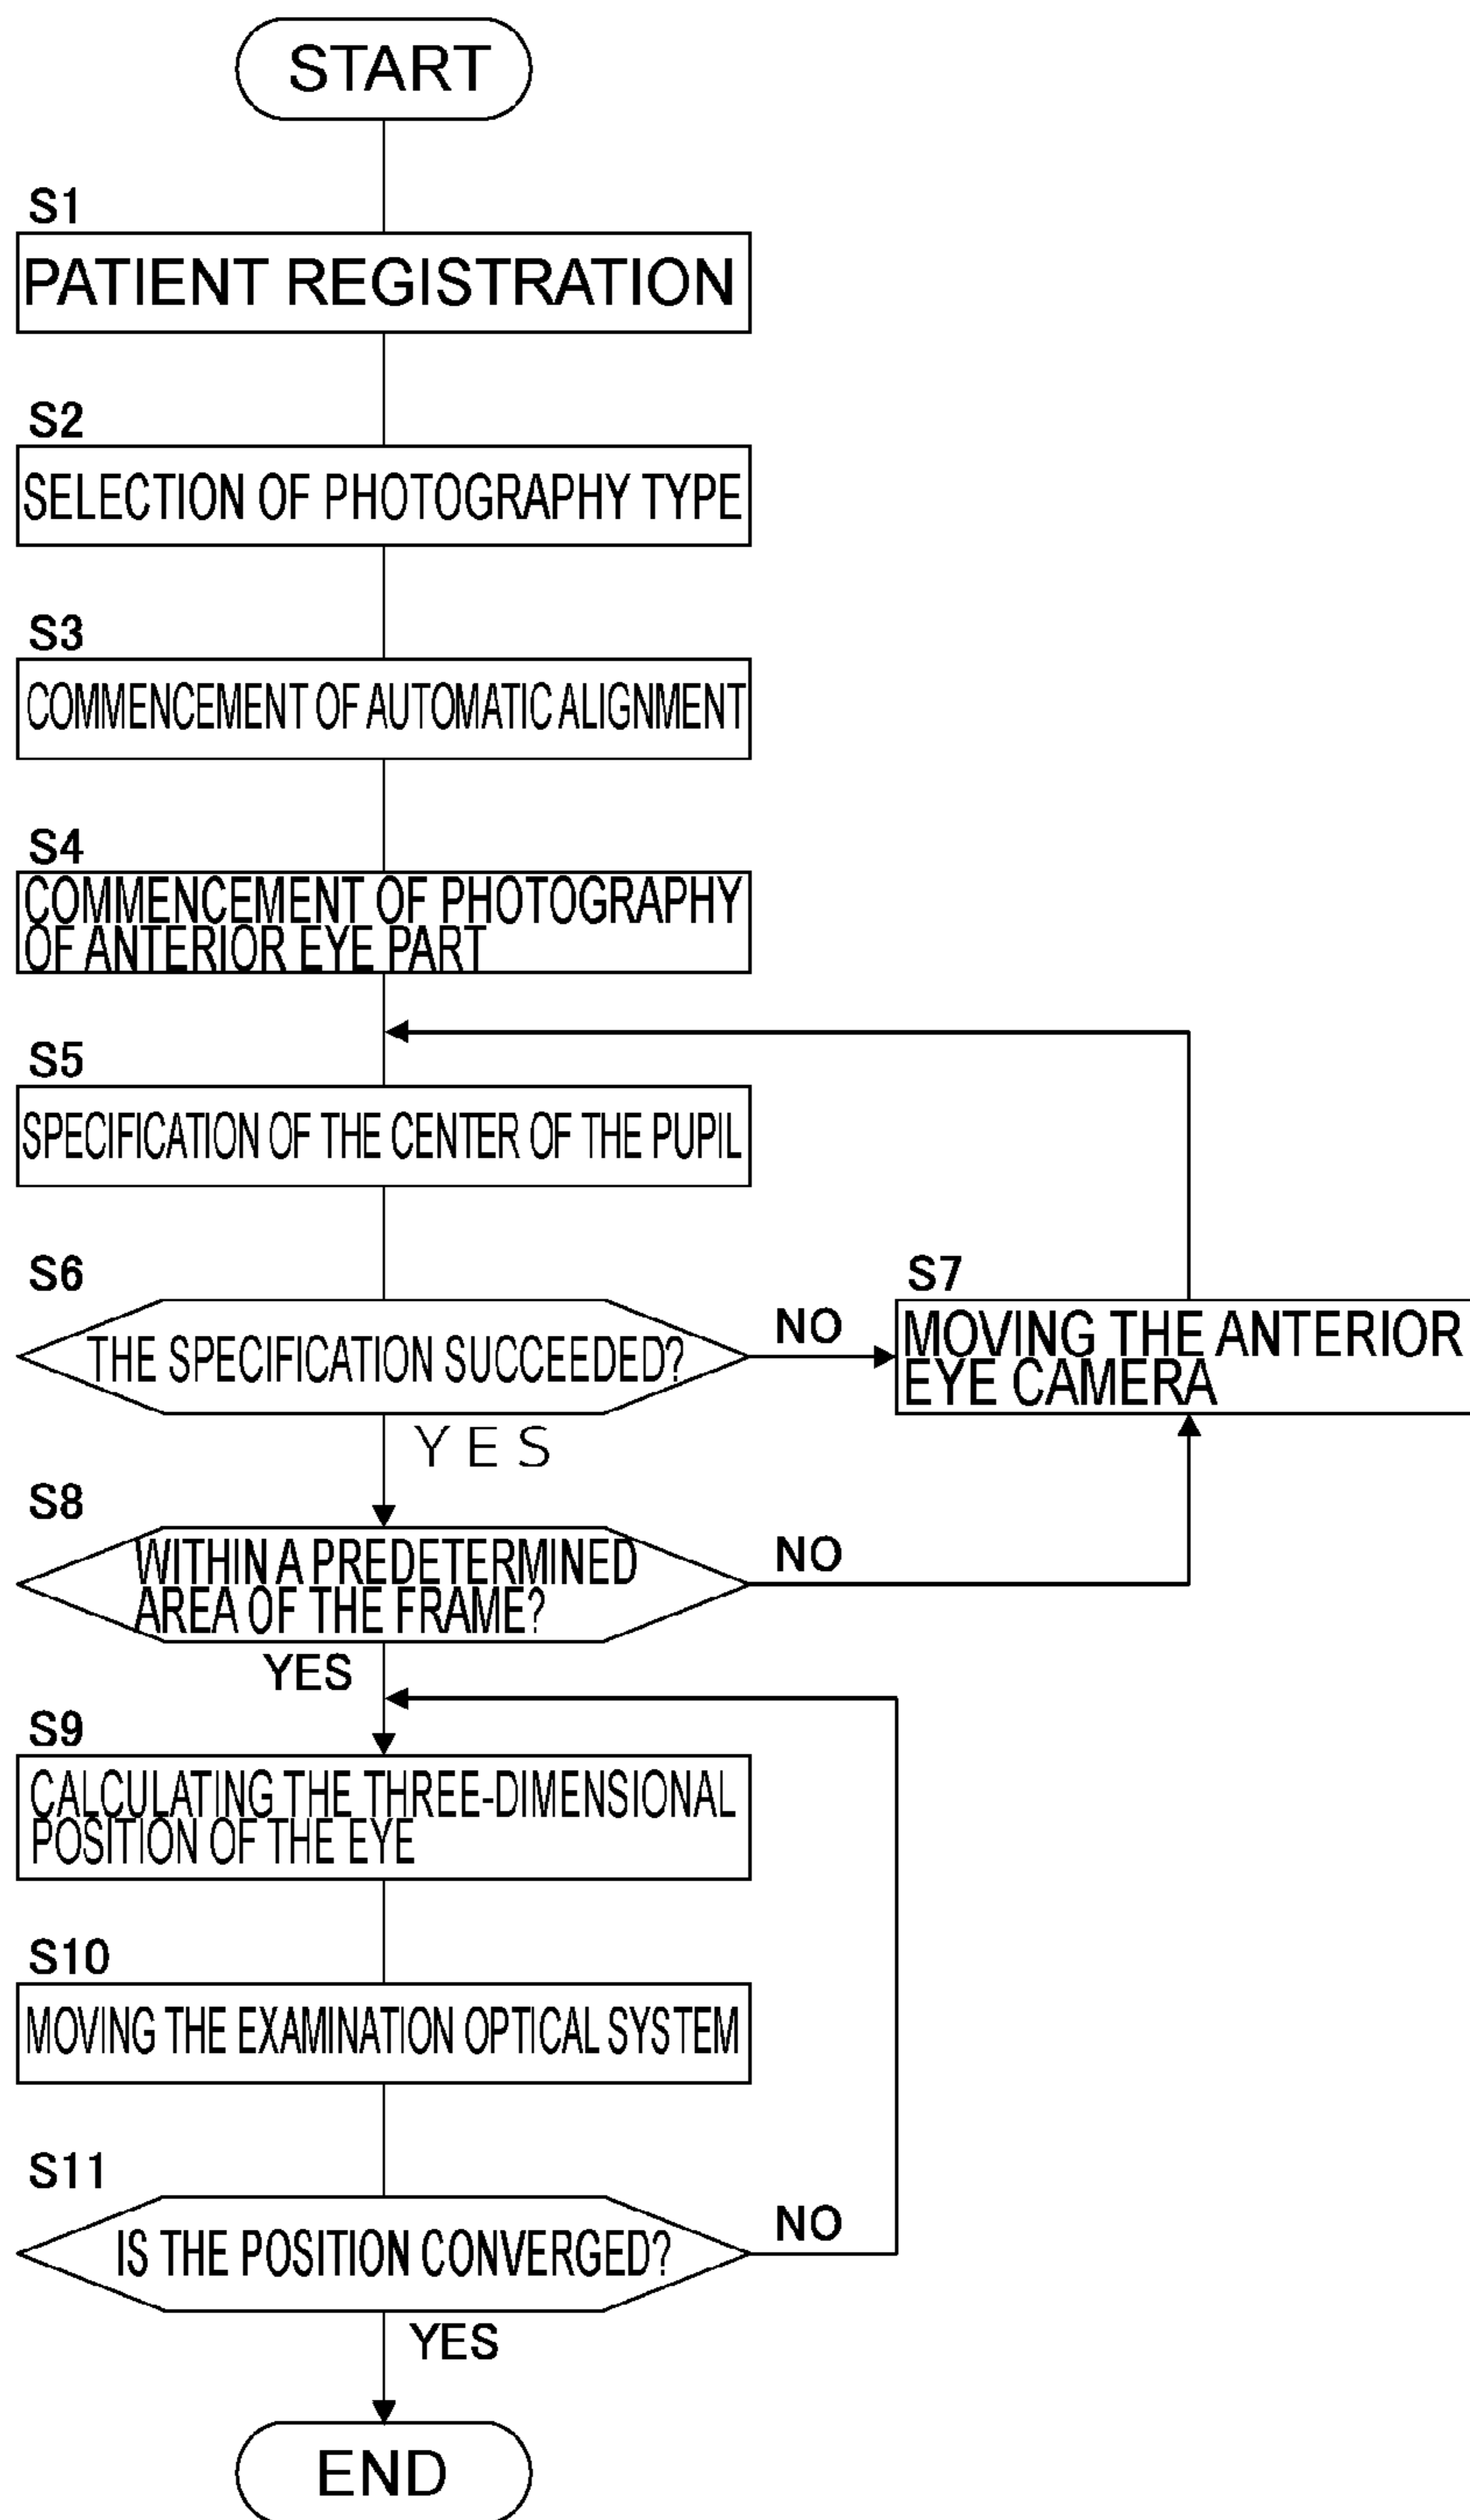 START
S1
PATIENT REGISTRATION
S2
SELECTION OF PHOTOGRAPHY TYPE
S3
COMMENCEMENT OF AUTOMATIC ALIGNMENT
S4
COMMENCEMENT OF PHOTOGRAPHY
OF ANTERIOR EYE PART
S5
SPECIFICATION OF THE CENTER OF THE PUPIL
S6
THE SPECIFICATION SUCCEEDED?
NO
S7
MOVING THE ANTERIOR
EYE CAMERA
YES
S8
WITHIN A PREDETERMINED
AREA OF THE FRAME?
NO
YES
S9
CALCULATING THE THREE-DIMENSIONAL
POSITION OF THE EYE
S10
MOVING THE EXAMINATION OPTICAL SYSTEM
S11
IS THE POSITION CONVERGED?
NO
YES
END